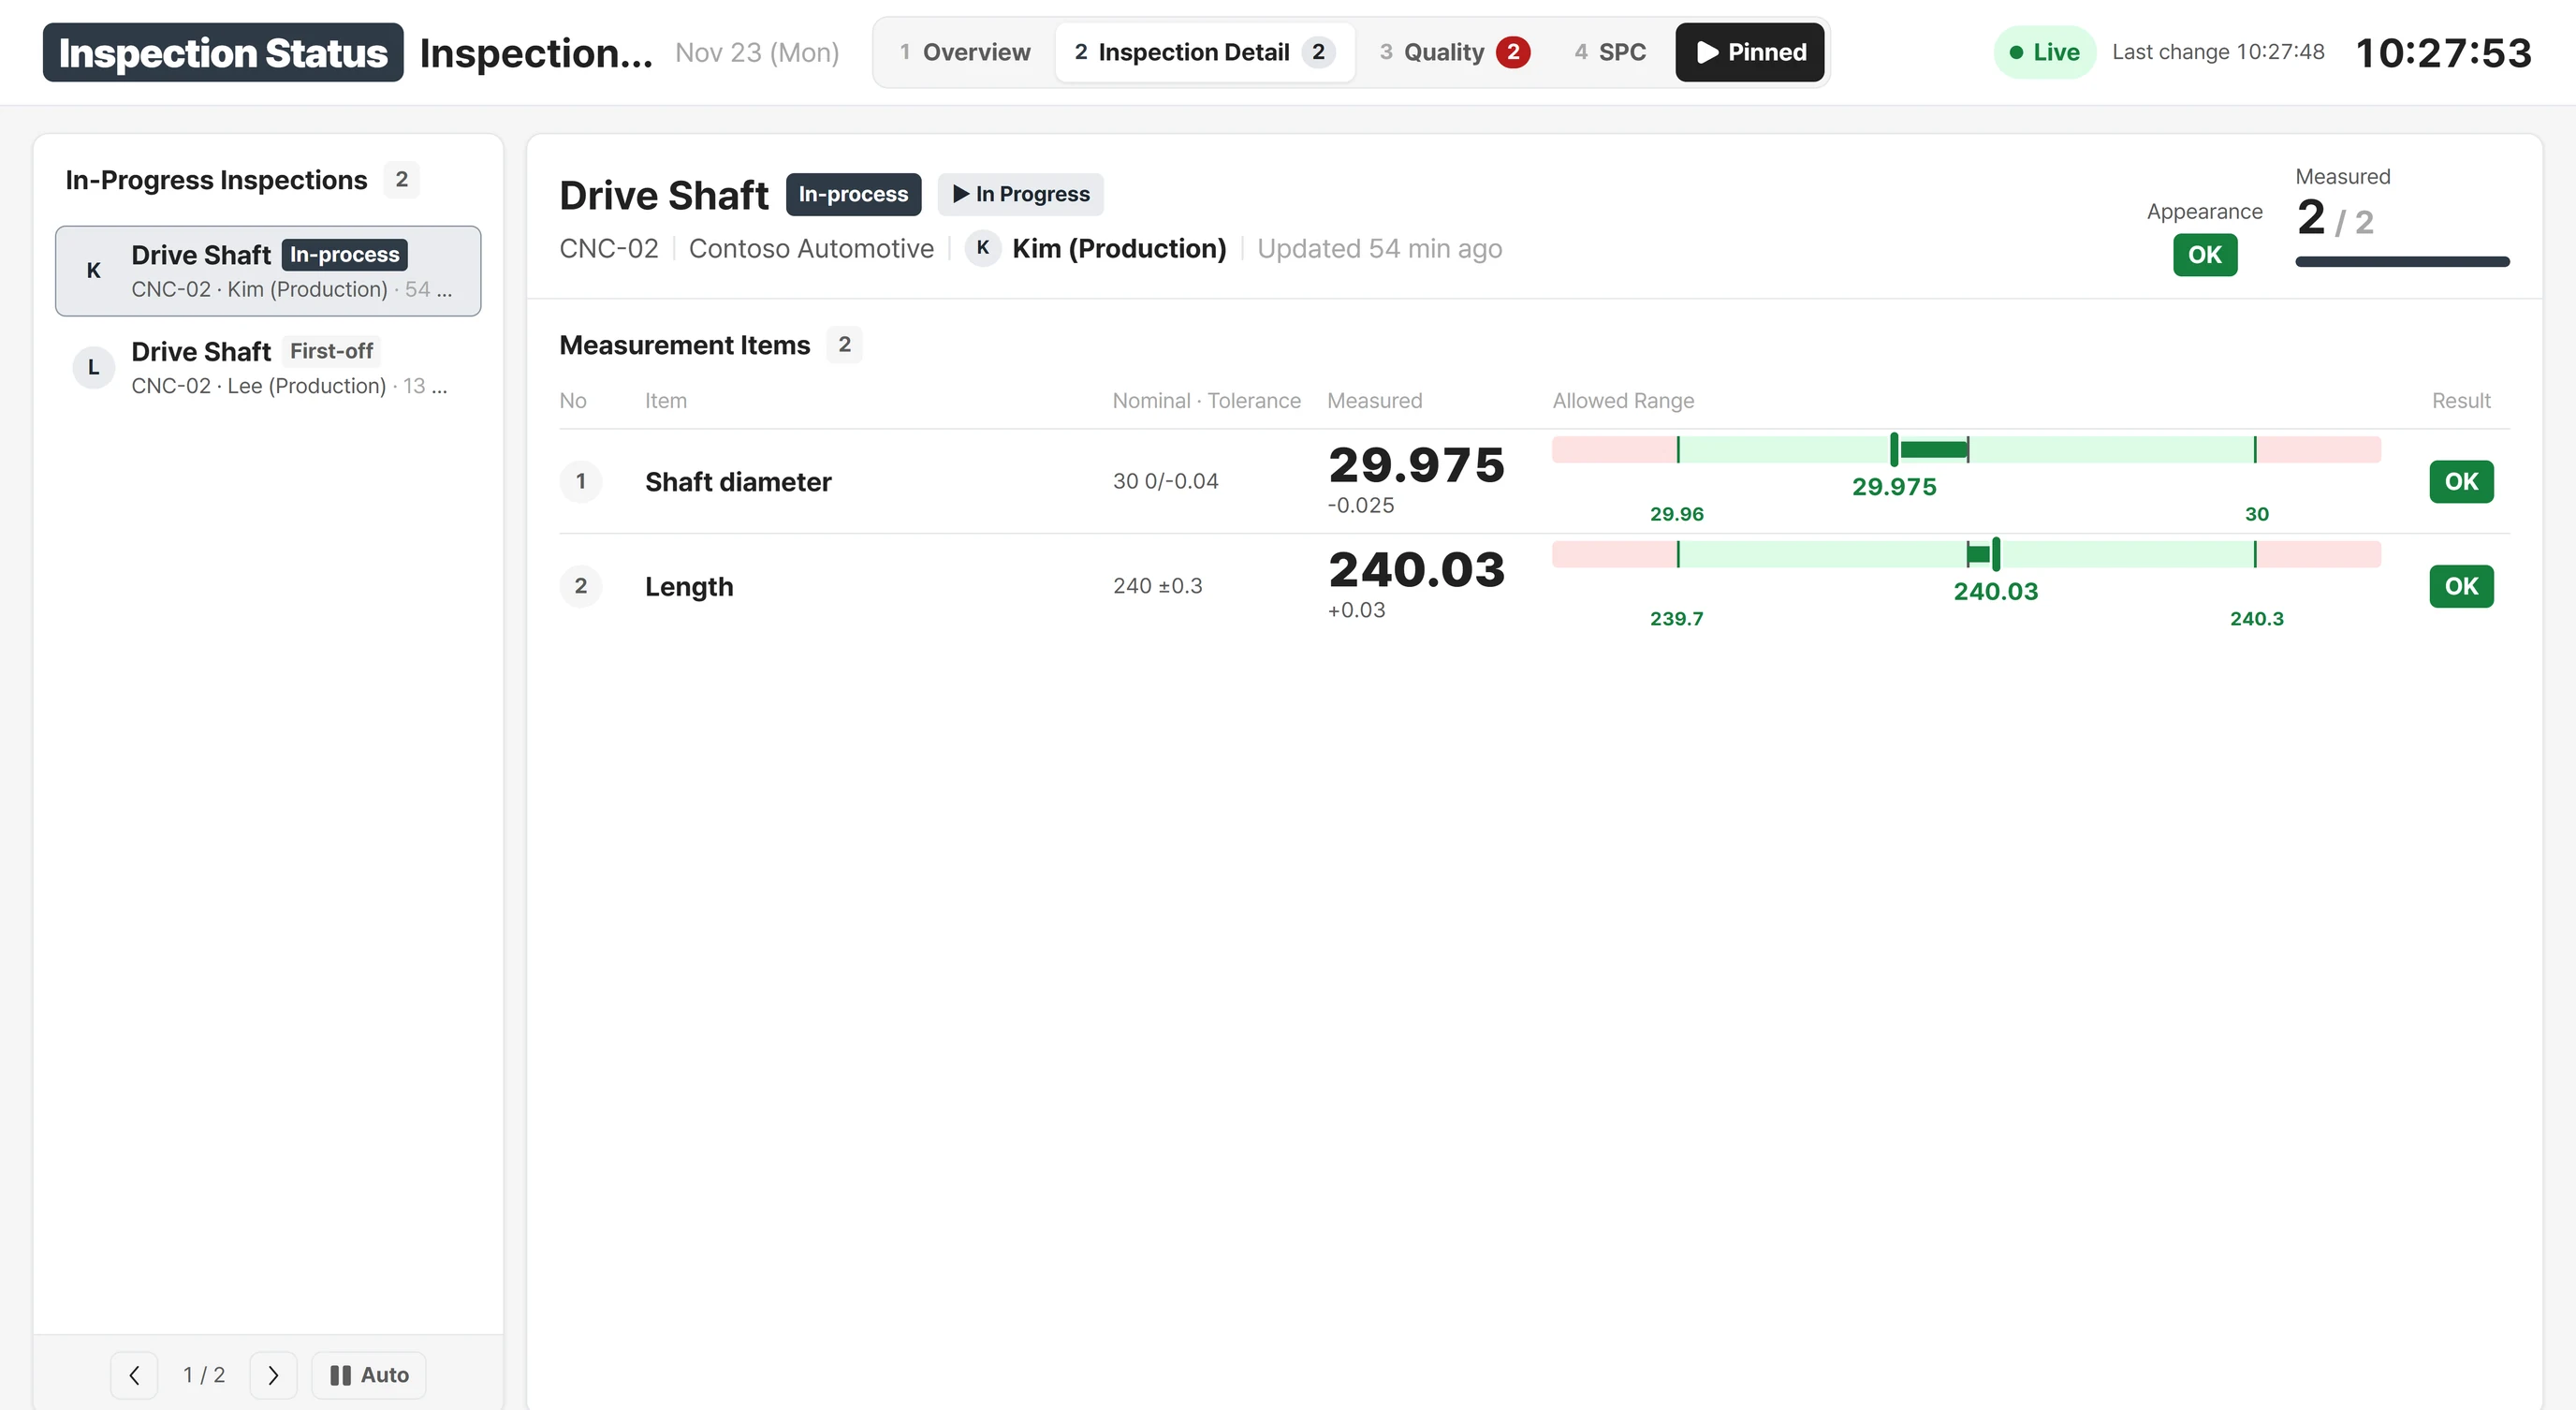 Inspection Status Inspection... Nov 23 (Mon) 1 Overview 2 Inspection Detail 2 3 Quality 2 4 SPC Pinned Live Last change 10:27:48 10:27:53
In-Progress Inspections 2
K Drive Shaft In-process
CNC-02 · Kim (Production) · 54 ...
L Drive Shaft First-off
CNC-02 · Lee (Production) · 13 ...
1 / 2 Auto
Drive Shaft In-process In Progress
CNC-02 Contoso Automotive K Kim (Production) Updated 54 min ago
Appearance
OK
Measured
2 / 2
Measurement Items 2
No Item Nominal · Tolerance Measured Allowed Range Result
1 Shaft diameter 30 0/-0.04 29.975 OK
-0.025
29.975
29.96 30
2 Length 240 ±0.3 240.03 OK
+0.03
240.03
239.7 240.3